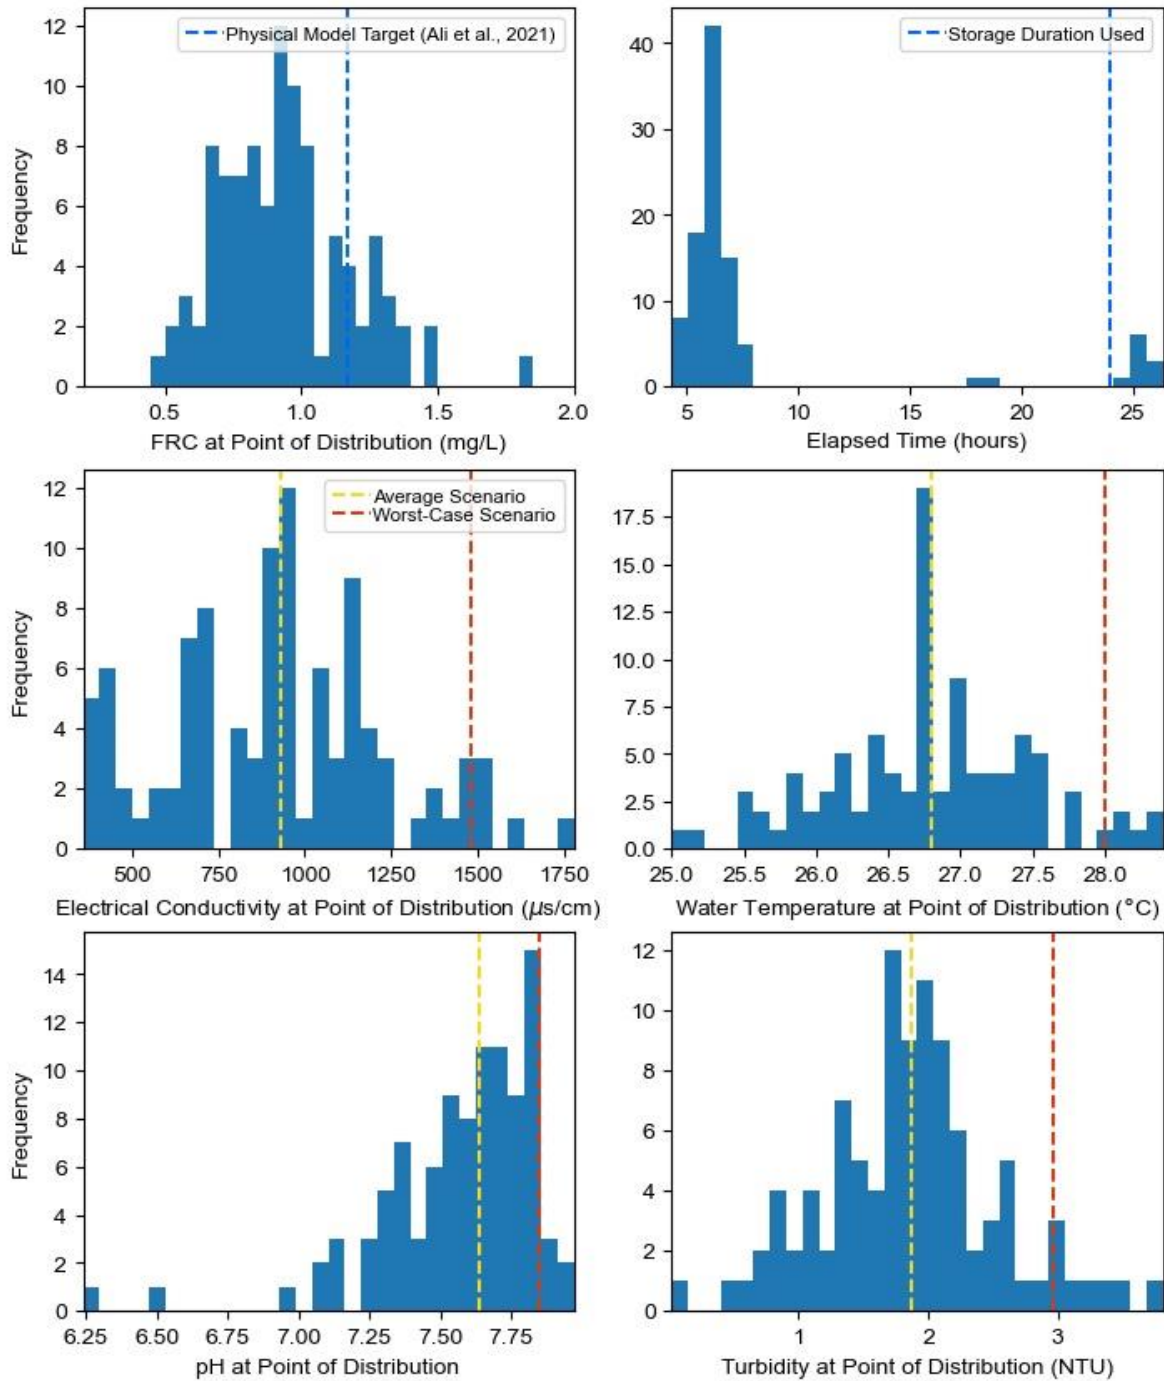 12
10
8
6
4
2
0
Frequency
Physical Model Target (Ali et al., 2021)
0.5 1.0 1.5 2.0
FRC at Point of Distribution (mg/L)
40
30
20
10
0
Storage Duration Used
5 10 15 20 25
Elapsed Time (hours)
12
10
8
6
4
2
0
Frequency
Average Scenario
Worst-Case Scenario
500 750 1000 1250 1500 1750
Electrical Conductivity at Point of Distribution (μs/cm)
17.5
15.0
12.5
10.0
7.5
5.0
2.5
0.0
25.0 25.5 26.0 26.5 27.0 27.5 28.0
Water Temperature at Point of Distribution (°C)
14
12
10
8
6
4
2
0
Frequency
6.25 6.50 6.75 7.00 7.25 7.50 7.75
pH at Point of Distribution
12
10
8
6
4
2
0
1 2 3
Turbidity at Point of Distribution (NTU)